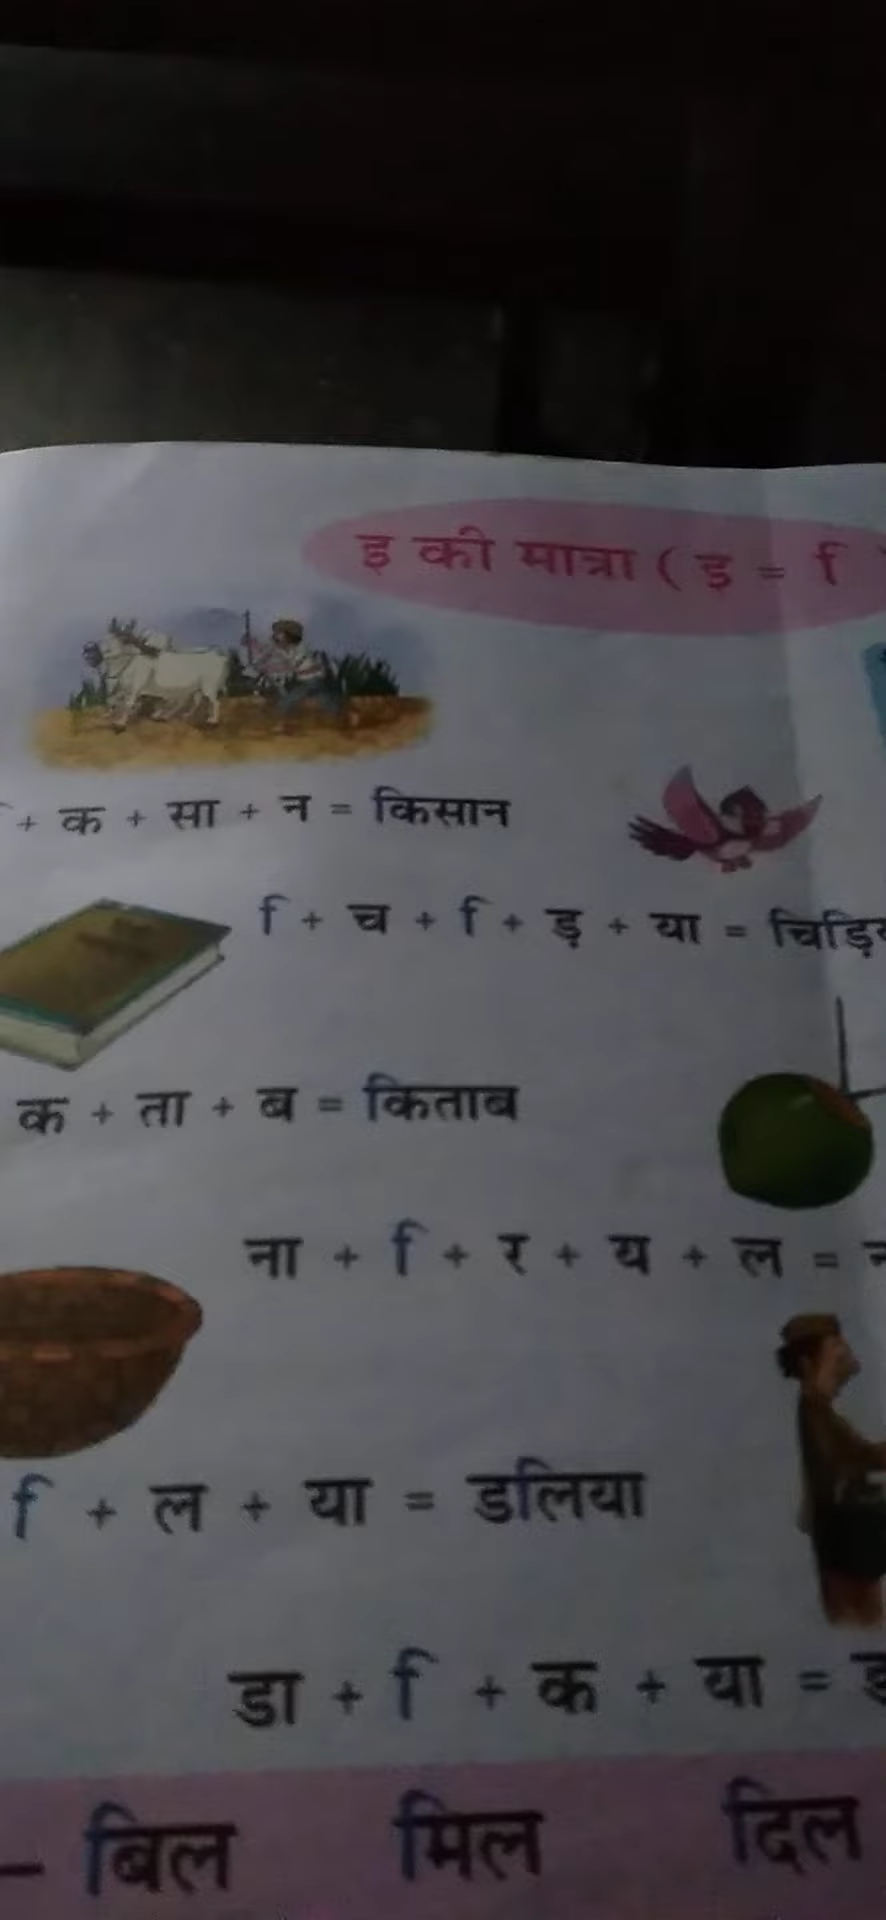 इ की मात्रा ( इ = ि
+ क + सा + न = किसान
ि + च + ि + ड़ + या =
क + ता + ब = किताब
ना + ि + र + य + ल =
ि + ल + या = डलिया
डा + ि + क + या =
– बिल मिल दिल